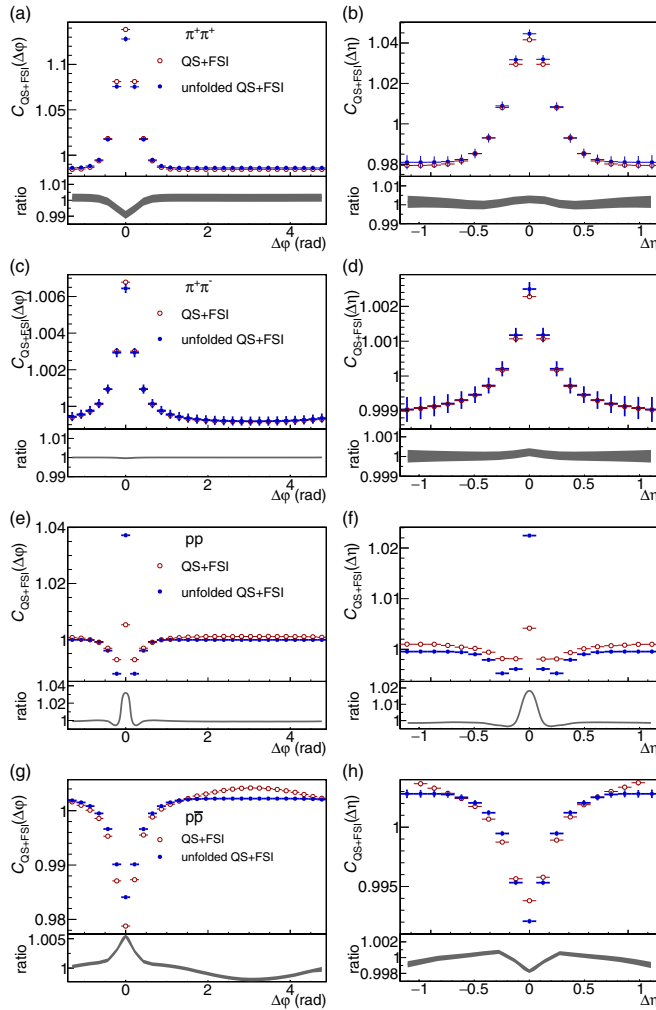 (a)
π⁺π⁺
QS+FSI
unfolded QS+FSI
C_QS+FSI(Δφ)
1.1
1.05
1
ratio
1.01
1
0.99
0
2
4
Δφ (rad)
(b)
C_QS+FSI(Δη)
1.04
1.02
1
0.98
ratio
1.01
1
0.99
−1
−0.5
0
0.5
1
Δη
(c)
π⁺π⁻
QS+FSI
unfolded QS+FSI
C_QS+FSI(Δφ)
1.006
1.004
1.002
1
ratio
1.01
1
0.99
0
2
4
Δφ (rad)
(d)
C_QS+FSI(Δη)
1.002
1.001
1
0.999
ratio
1.001
1
0.999
−1
−0.5
0
0.5
1
Δη
(e)
pp
QS+FSI
unfolded QS+FSI
C_QS+FSI(Δφ)
1.04
1.02
1
ratio
1.04
1.02
1
0
2
4
Δφ (rad)
(f)
C_QS+FSI(Δη)
1.02
1.01
1
ratio
1.02
1.01
1
−1
−0.5
0
0.5
1
Δη
(g)
pp̅
QS+FSI
unfolded QS+FSI
C_QS+FSI(Δφ)
1
0.99
0.98
ratio
1.005
1
0
2
4
Δφ (rad)
(h)
C_QS+FSI(Δη)
1
0.995
ratio
1.002
1
0.998
−1
−0.5
0
0.5
1
Δη